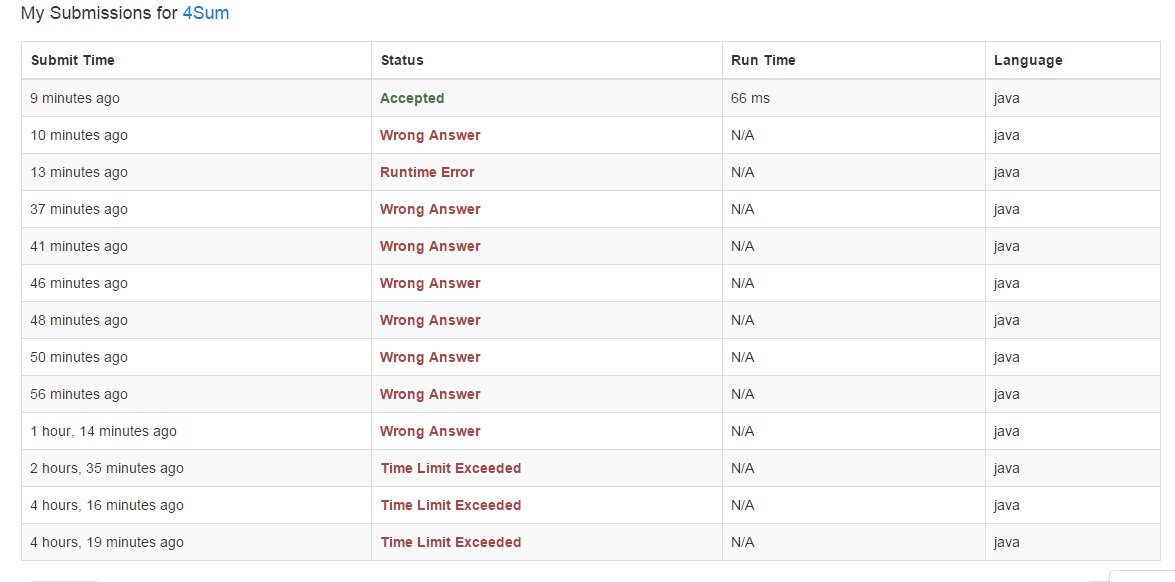 My Submissions for 4Sum
Submit Time Status Run Time Language
9 minutes ago Accepted 66 ms java
10 minutes ago Wrong Answer N/A java
13 minutes ago Runtime Error N/A java
37 minutes ago Wrong Answer N/A java
41 minutes ago Wrong Answer N/A java
46 minutes ago Wrong Answer N/A java
48 minutes ago Wrong Answer N/A java
50 minutes ago Wrong Answer N/A java
56 minutes ago Wrong Answer N/A java
1 hour, 14 minutes ago Wrong Answer N/A java
2 hours, 35 minutes ago Time Limit Exceeded N/A java
4 hours, 16 minutes ago Time Limit Exceeded N/A java
4 hours, 19 minutes ago Time Limit Exceeded N/A java